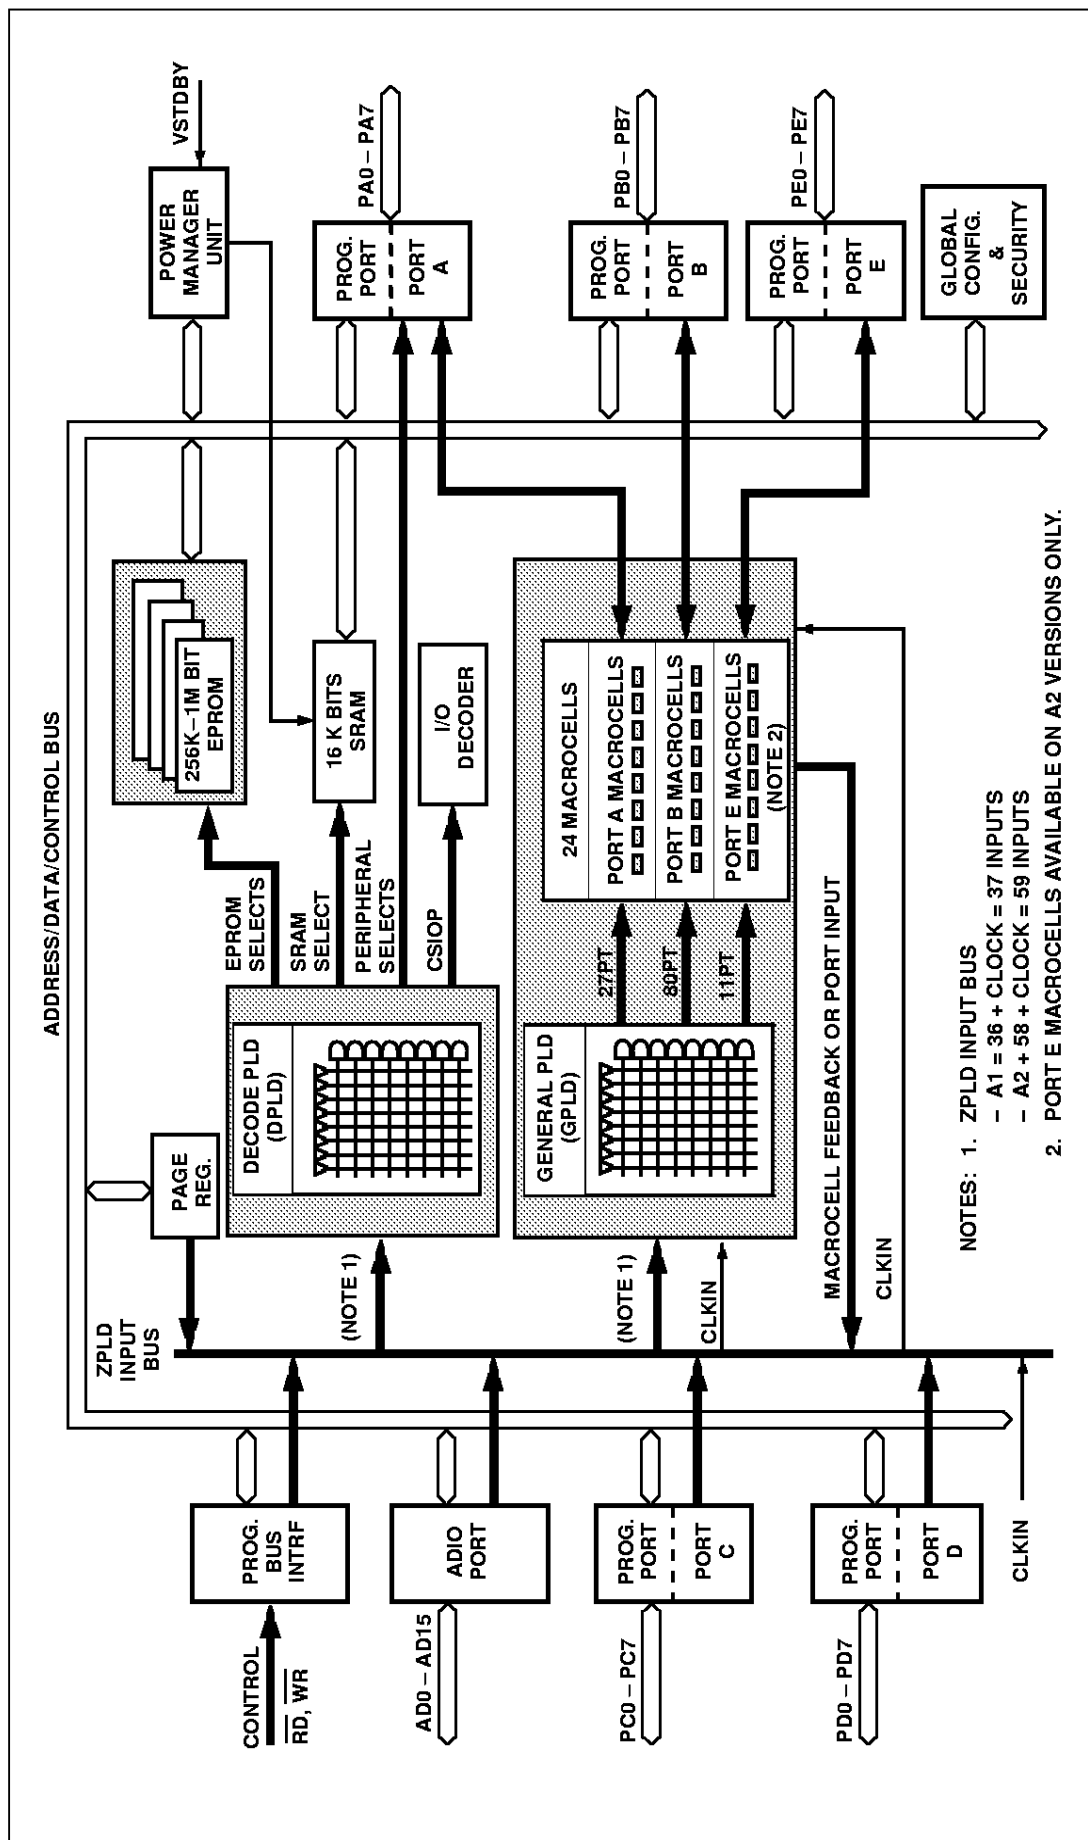 ADDRESS/DATA/CONTROL BUS
CONTROL
RD, WR
PROG.
BUS
INTRF
AD0 – AD15
ADIO
PORT
PC0 – PC7
PROG.
PORT
PORT
C
PD0 – PD7
PROG.
PORT
PORT
D
CLKIN
ZPLD
INPUT
BUS
PAGE
REG.
(NOTE 1)
DECODE PLD
(DPLD)
(NOTE 1)
CLKIN
GENERAL PLD
(GPLD)
EPROM
SELECTS
SRAM
SELECT
PERIPHERAL
SELECTS
CSIOP
27PT
80PT
11PT
256K–1M BIT
EPROM
16 K BITS
SRAM
I/O
DECODER
24 MACROCELLS
PORT A MACROCELLS
PORT B MACROCELLS
PORT E MACROCELLS
(NOTE 2)
MACROCELL FEEDBACK OR PORT INPUT
CLKIN
VSTDBY
POWER
MANAGER
UNIT
PA0 – PA7
PROG.
PORT
PORT
A
PB0 – PB7
PROG.
PORT
PORT
B
PE0 – PE7
PROG.
PORT
PORT
E
GLOBAL
CONFIG.
&
SECURITY
NOTES: 1. ZPLD INPUT BUS
– A1 = 36 + CLOCK = 37 INPUTS
– A2 + 58 + CLOCK = 59 INPUTS
2. PORT E MACROCELLS AVAILABLE ON A2 VERSIONS ONLY.